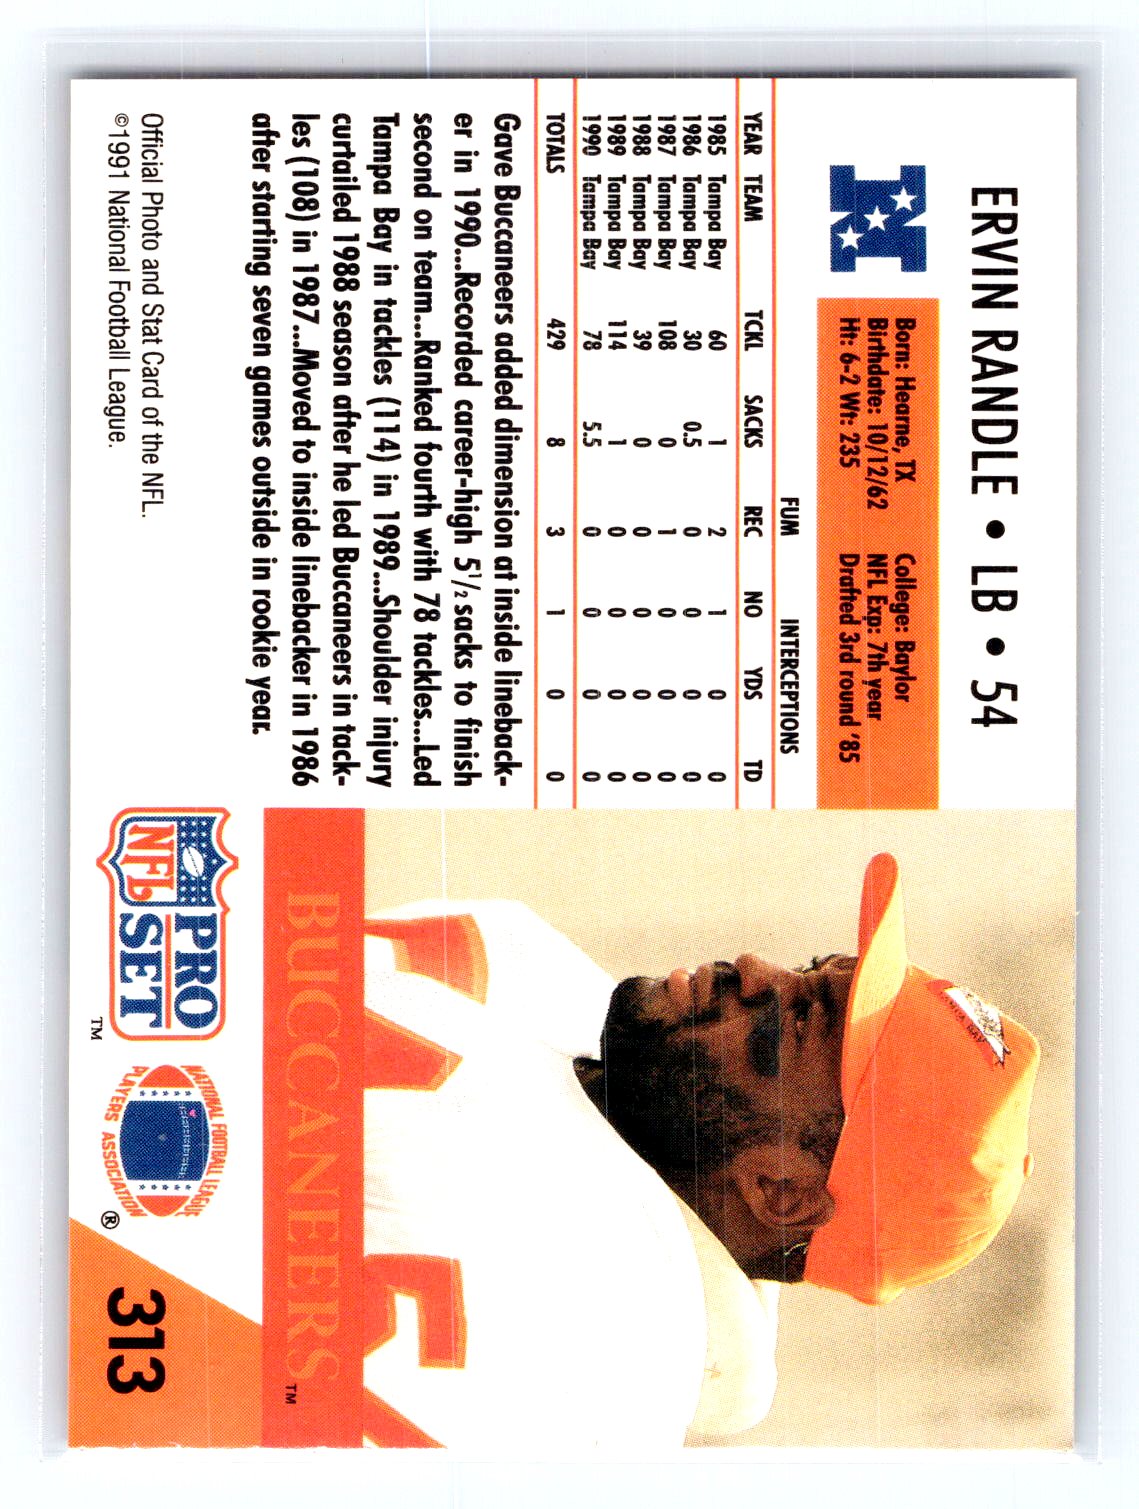 ERVIN RANDLE • LB • 54
Born: Hearne, TX College: Baylor
Birthdate: 10/12/62 NFL Exp: 7th year
Ht: 6-2 Wt: 235 Drafted 3rd round '85
FUM INTERCEPTIONS
YEAR TEAM TCKL SACKS REC NO YDS TD
1985 Tampa Bay 60 1 2 1 0 0
1986 Tampa Bay 30 0.5 0 0 0 0
1987 Tampa Bay 108 0 1 0 0 0
1988 Tampa Bay 39 0 0 0 0 0
1989 Tampa Bay 114 1 0 0 0 0
1990 Tampa Bay 78 5.5 0 0 0 0
TOTALS 429 8 3 1 0 0
Gave Buccaneers added dimension at inside lineback-
er in 1990...Recorded career-high 5½ sacks to finish
second on team...Ranked fourth with 78 tackles...Led
Tampa Bay in tackles (114) in 1989...Shoulder injury
curtailed 1988 season after he led Buccaneers in tack-
les (108) in 1987...Moved to inside linebacker in 1986
after starting seven games outside in rookie year.
Official Photo and Stat Card of the NFL.
©1991 National Football League.
BUCCANEERS™
NFL
PRO
SET™
NATIONAL FOOTBALL LEAGUE
PLAYERS ASSOCIATION®
313